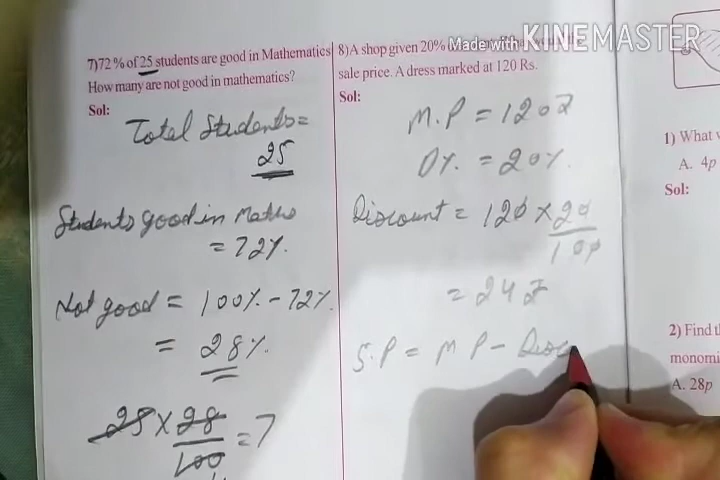 Made with KINEMASTER
7)72 % of 25 students are good in Mathematics
How many are not good in mathematics?
Sol:
Total Students=
25
Students good in Maths
= 72%.
Not good = 100% - 72%.
= 28%.
25 × 28/100 = 7
8)A shop given 20%
sale price. A dress marked at 120 Rs.
Sol:
M.P = 120₹
D%. = 20%.
Discount = 120 × 20/100
= 24₹
S.P = MP - Disc
1) What
A. 4p
Sol:
2) Find
monomi
A. 28p